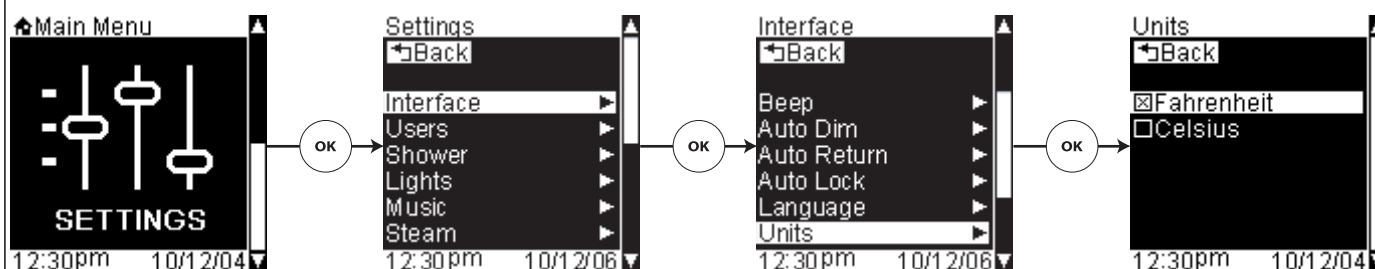 Main Menu
SETTINGS
12:30pm 10/12/04
OK
Settings
Back
Interface
Users
Shower
Lights
Music
Steam
12:30pm 10/12/06
OK
Interface
Back
Beep
Auto Dim
Auto Return
Auto Lock
Language
Units
12:30pm 10/12/06
OK
Units
Back
Fahrenheit
Celsius
12:30pm 10/12/04